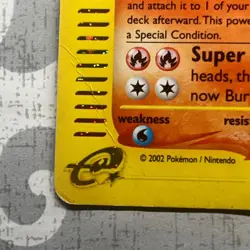 and attach it to 1 of your
deck afterward. This powe
a Special Condition.
Super
heads, th
now Bur
weakness
resis
© 2002 Pokémon / Nintendo